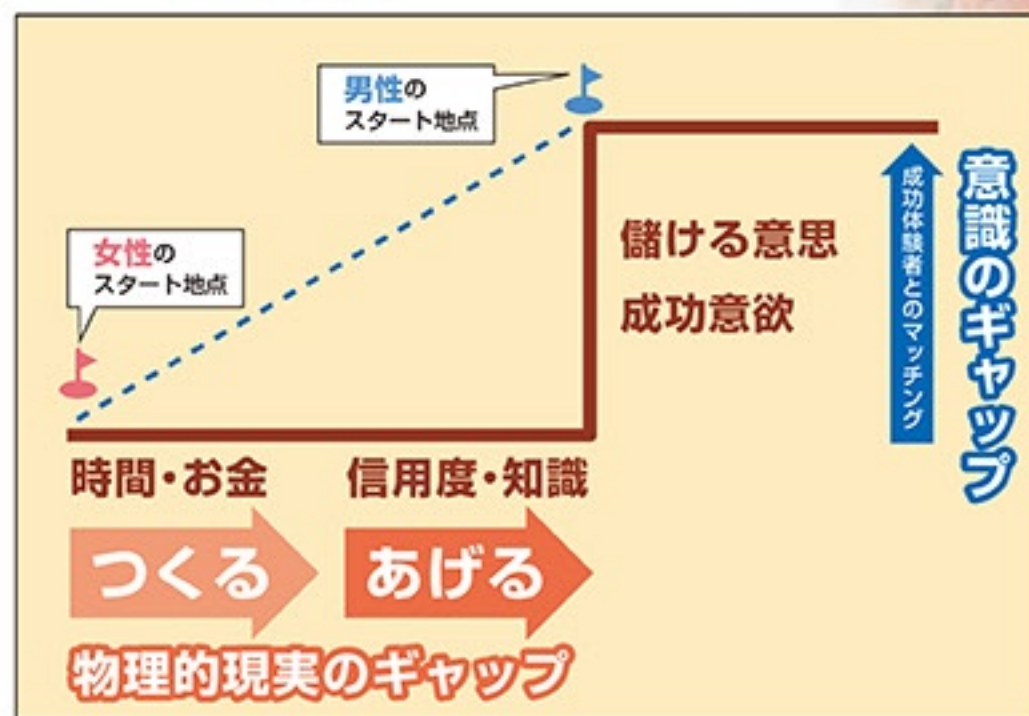 男性の
スタート地点
女性の
スタート地点
儲ける意思
成功意欲
成功体験者とのマッチング
意識のギャップ
時間・お金
信用度・知識
つくる
あげる
物理的現実のギャップ